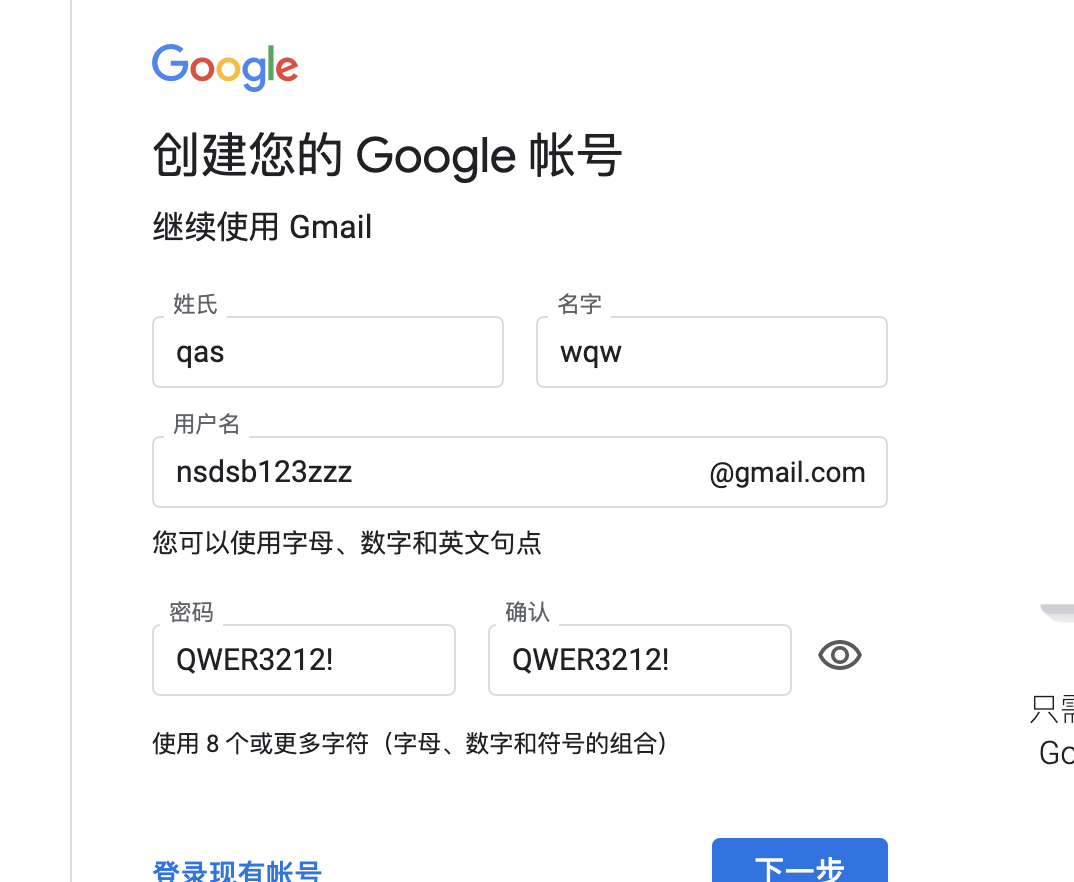 Google
创建您的 Google 帐号
继续使用 Gmail
姓氏 名字
qas wqw
用户名
nsdsb123zzz @gmail.com
您可以使用字母、数字和英文句点
密码 确认
QWER3212! QWER3212!
使用 8 个或更多字符（字母、数字和符号的组合）
只需
Go
登录现有帐号 下一步